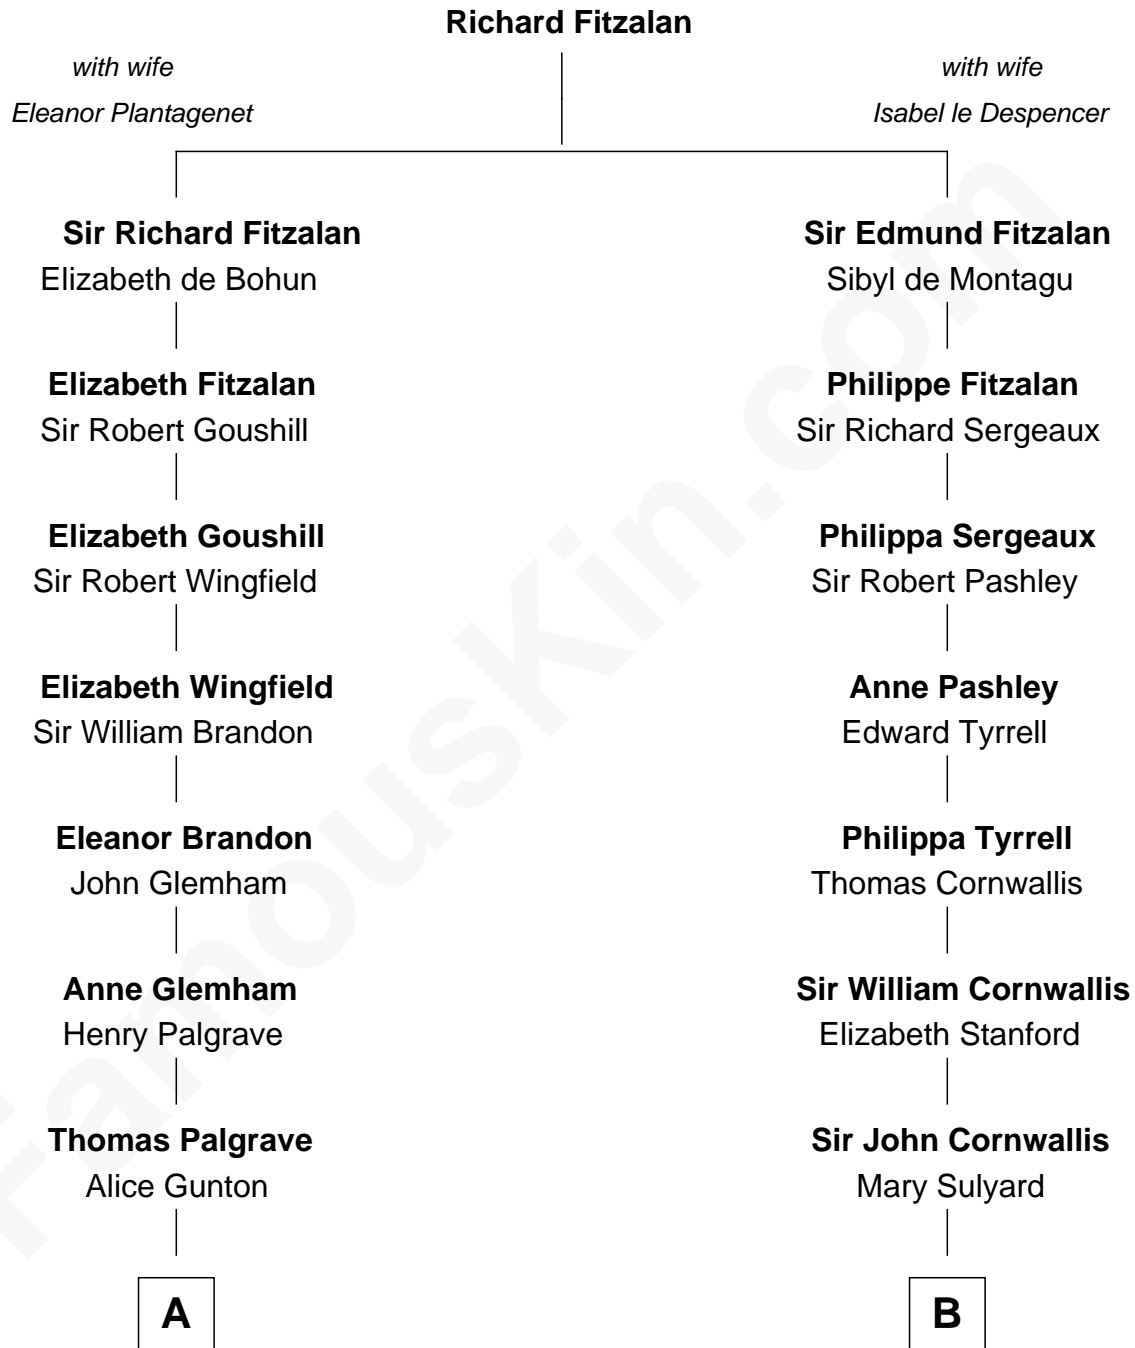 Richard Fitzalan
with wife
Eleanor Plantagenet
with wife
Isabel le Despencer
Sir Richard Fitzalan
Elizabeth de Bohun
Sir Edmund Fitzalan
Sibyl de Montagu
Elizabeth Fitzalan
Sir Robert Goushill
Philippe Fitzalan
Sir Richard Sergeaux
Elizabeth Goushill
Sir Robert Wingfield
Philippa Sergeaux
Sir Robert Pashley
Elizabeth Wingfield
Sir William Brandon
Anne Pashley
Edward Tyrrell
Eleanor Brandon
John Glemham
Philippa Tyrrell
Thomas Cornwallis
Anne Glemham
Henry Palgrave
Sir William Cornwallis
Elizabeth Stanford
Thomas Palgrave
Alice Gunton
Sir John Cornwallis
Mary Sulyard
A
B
FamousKin.com